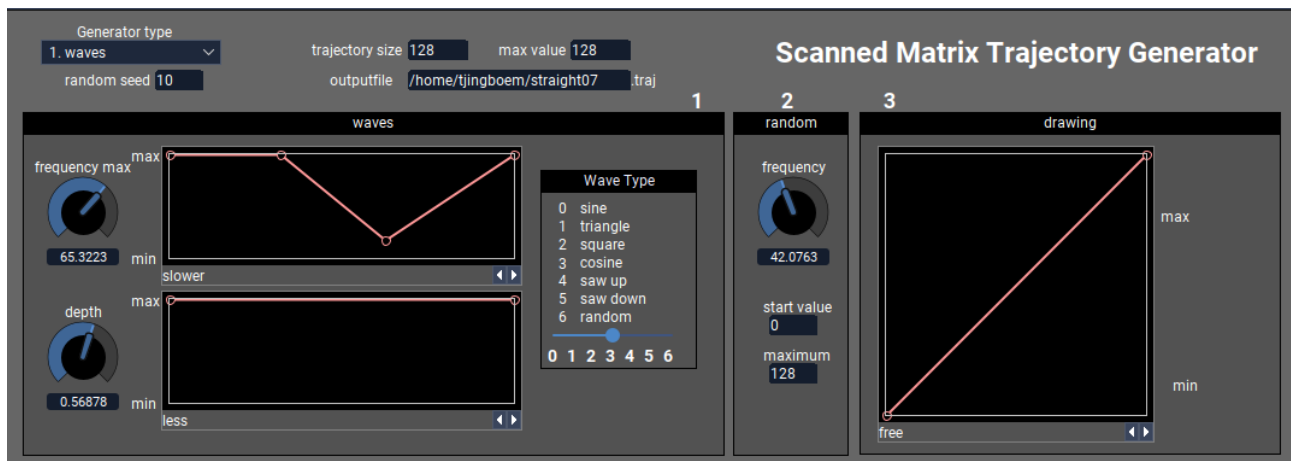 Generator type
1. waves
random seed 10
trajectory size 128
max value 128
outputfile /home/tjingboem/straight07 .traj
Scanned Matrix Trajectory Generator
1
2
3
waves
frequency max
65.3223
max
min
slower
depth
0.56878
max
min
less
Wave Type
0 sine
1 triangle
2 square
3 cosine
4 saw up
5 saw down
6 random
0 1 2 3 4 5 6
random
frequency
42.0763
start value
0
maximum
128
drawing
max
min
free